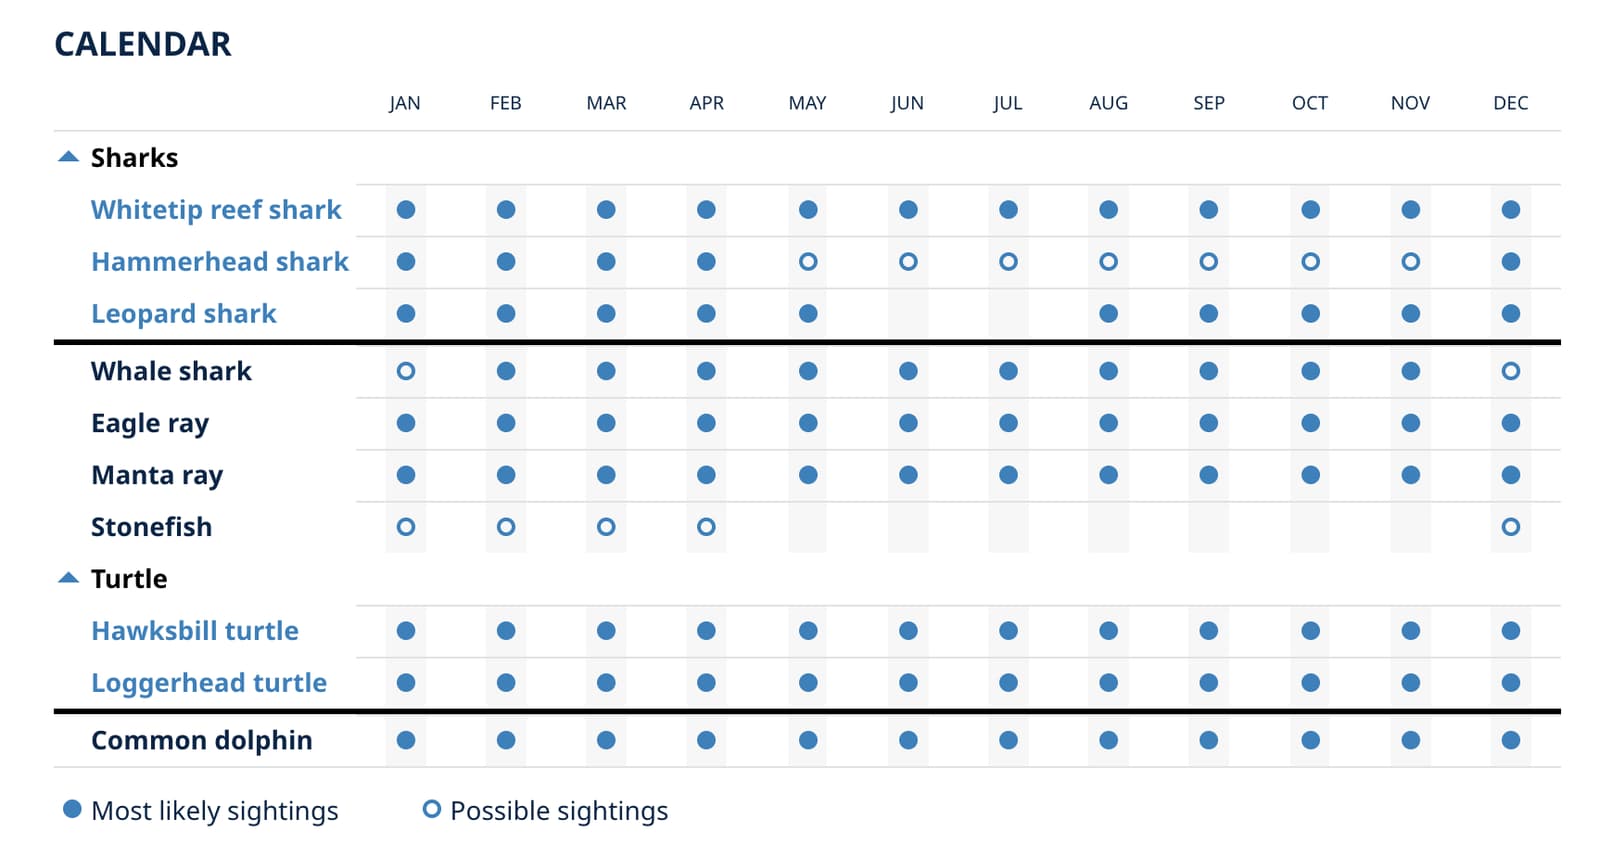 CALENDAR
JAN FEB MAR APR MAY JUN JUL AUG SEP OCT NOV DEC
Sharks
Whitetip reef shark
Hammerhead shark
Leopard shark
Whale shark
Eagle ray
Manta ray
Stonefish
Turtle
Hawksbill turtle
Loggerhead turtle
Common dolphin
Most likely sightings Possible sightings